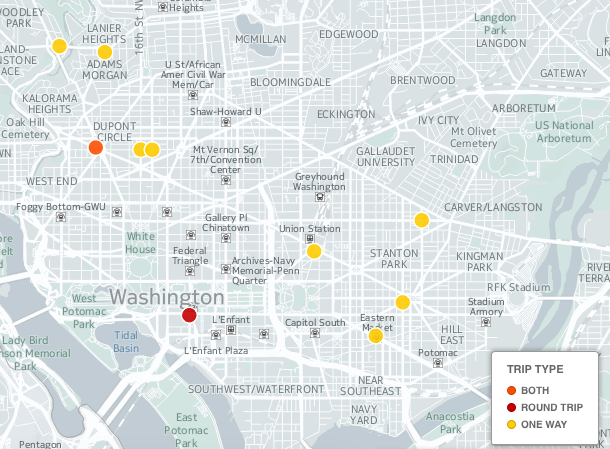 WOODLEY
PARK
LANIER
HEIGHTS
16th St NW
Columbia
Heights
EDGEWOOD
Langdon
Park
LANGDON
MCMILLAN
ADAMS
MORGAN
U St/African
Amer Civil War
Mem/Car
BLOOMINGDALE
BRENTWOOD
GATEWAY
KALORAMA
HEIGHTS
Shaw-Howard U
ECKINGTON
ARBORETUM
Oak Hill
Cemetery
DUPONT
CIRCLE
IVY CITY
Mt Olivet
Cemetery
US National
Arboretum
Mt Vernon Sq/
7th/Convention
Center
GALLAUDET
UNIVERSITY
TRINIDAD
WEST END
Greyhound
Washington
Foggy Bottom-GWU
Gallery Pl
Chinatown
CARVER/LANGSTON
White
House
Union Station
Federal
Triangle
Archives-Navy
Memorial-Penn
Quarter
STANTON
PARK
KINGMAN
PARK
RIVER
TERR
RFK Stadium
West
Potomac
Park
Washington
Stadium
Armory
L'Enfant
Capitol South
Eastern
Market
Lady Bird
nson Memorial
Park
Tidal
Basin
L'Enfant Plaza
HILL
EAST
Potomac
SOUTHWEST/WATERFRONT
NEAR
SOUTHEAST
NAVY
YARD
Anacostia
Park
East
Potomac
Park
Pentagon
TRIP TYPE
BOTH
ROUND TRIP
ONE WAY